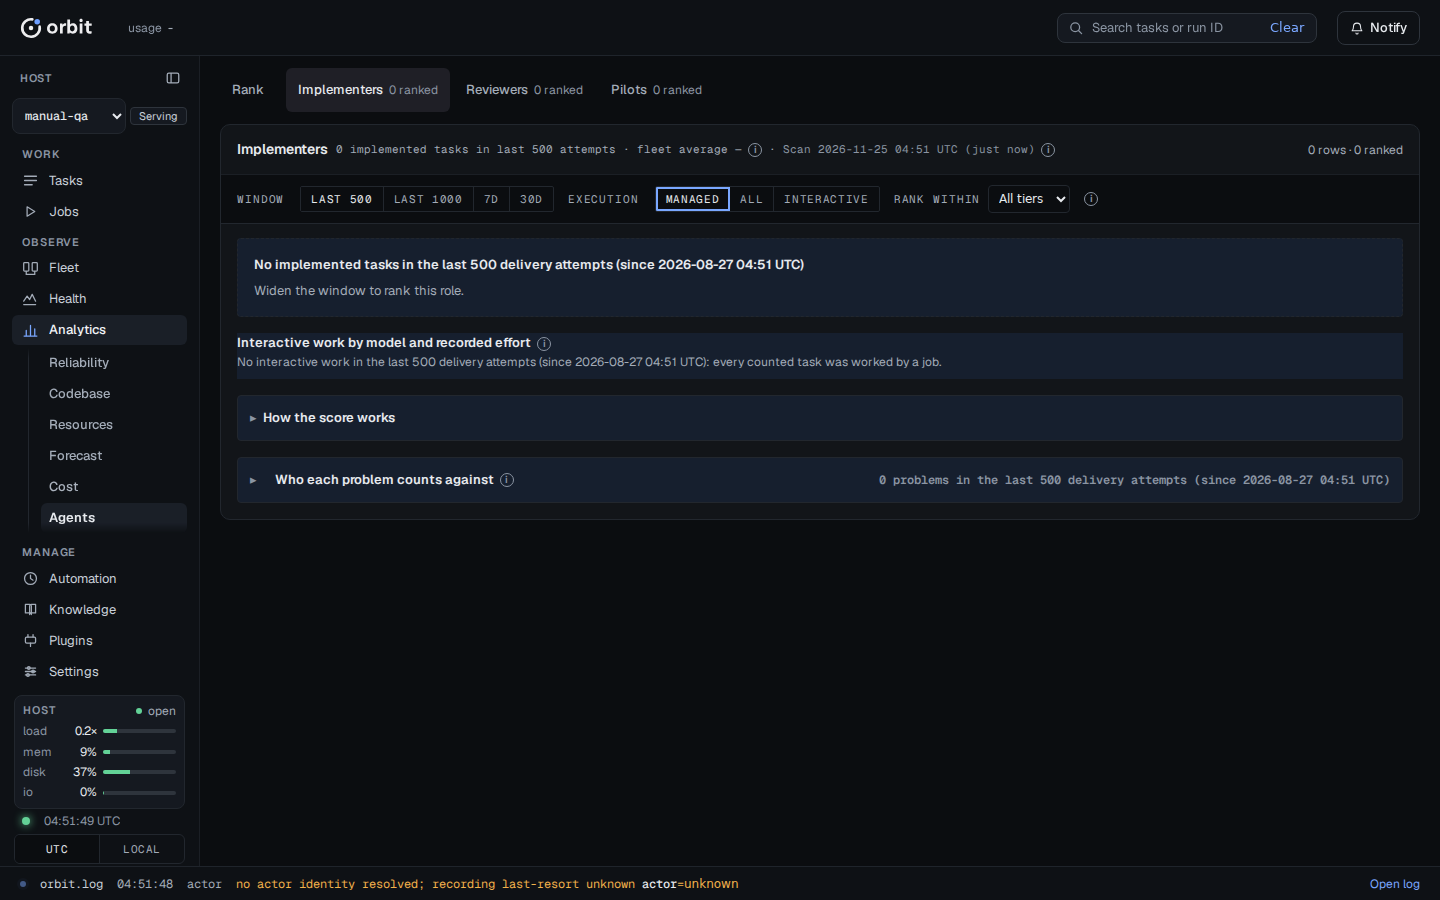 orbit
usage -
Search tasks or run ID
Clear
Notify
HOST
manual-qa
Serving
WORK
Tasks
Jobs
OBSERVE
Fleet
Health
Analytics
Reliability
Codebase
Resources
Forecast
Cost
Agents
MANAGE
Automation
Knowledge
Plugins
Settings
HOST open
load 0.2×
mem 9%
disk 37%
io 0%
04:51:49 UTC
UTC LOCAL
Rank Implementers 0 ranked Reviewers 0 ranked Pilots 0 ranked
Implementers 0 implemented tasks in last 500 attempts · fleet average — · Scan 2026-11-25 04:51 UTC (just now) 0 rows · 0 ranked
WINDOW LAST 500 LAST 1000 7D 30D EXECUTION MANAGED ALL INTERACTIVE RANK WITHIN All tiers
No implemented tasks in the last 500 delivery attempts (since 2026-08-27 04:51 UTC)
Widen the window to rank this role.
Interactive work by model and recorded effort
No interactive work in the last 500 delivery attempts (since 2026-08-27 04:51 UTC): every counted task was worked by a job.
How the score works
Who each problem counts against 0 problems in the last 500 delivery attempts (since 2026-08-27 04:51 UTC)
orbit.log 04:51:48 actor no actor identity resolved; recording last-resort unknown actor=unknown Open log